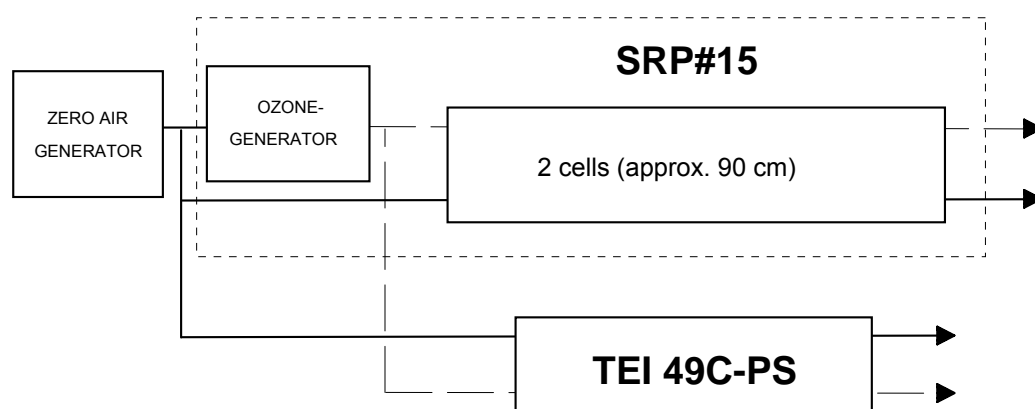 SRP#15
ZERO AIR
GENERATOR
OZONE-
GENERATOR
2 cells (approx. 90 cm)
TEI 49C-PS